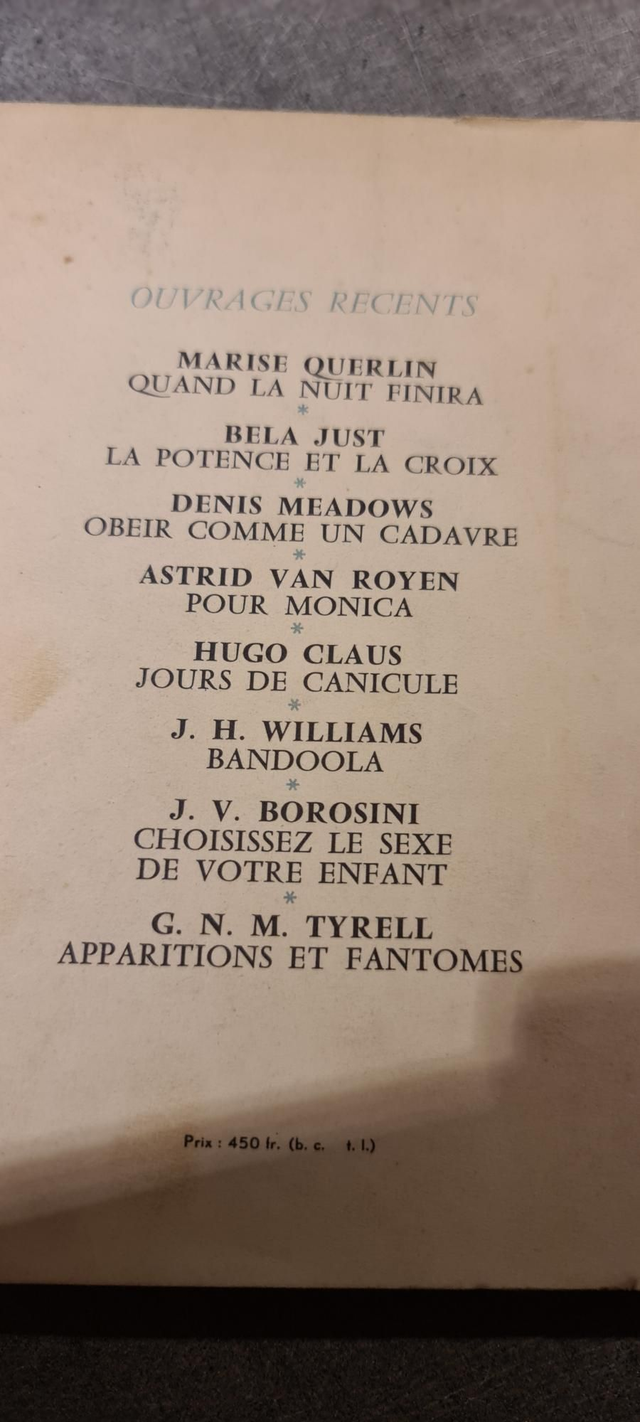 OUVRAGES RECENTS
MARISE QUERLIN
QUAND LA NUIT FINIRA
*
BELA JUST
LA POTENCE ET LA CROIX
*
DENIS MEADOWS
OBEIR COMME UN CADAVRE
*
ASTRID VAN ROYEN
POUR MONICA
*
HUGO CLAUS
JOURS DE CANICULE
*
J. H. WILLIAMS
BANDOOLA
*
J. V. BOROSINI
CHOISISSEZ LE SEXE
DE VOTRE ENFANT
*
G. N. M. TYRELL
APPARITIONS ET FANTOMES
Prix : 450 fr. (b. c. t. l.)